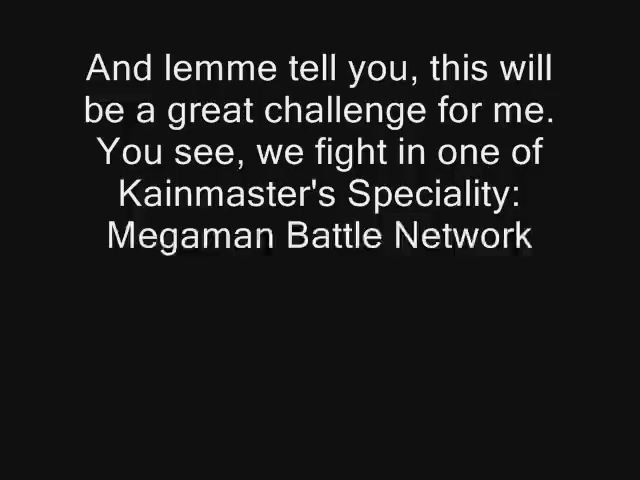 And lemme tell you, this will
be a great challenge for me.
You see, we fight in one of
Kainmaster's Speciality:
Megaman Battle Network